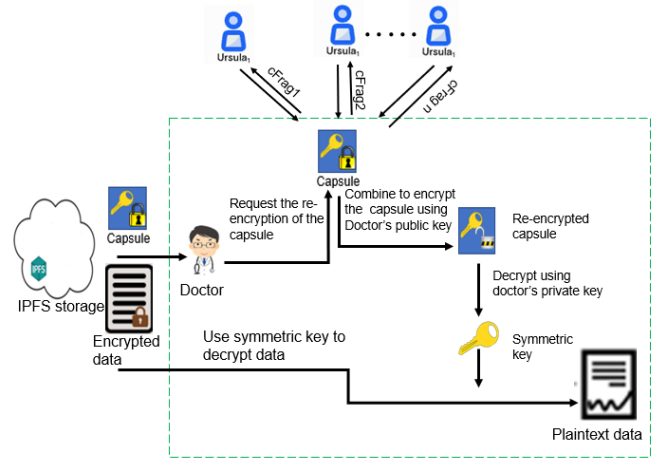 Ursula1
Ursula1
Ursula1
cFrag1
cFrag2
cFrag n
Capsule
Capsule
Request the re-
encryption of the
capsule
Combine to encrypt
the capsule using
Doctor's public key
Re-encrypted
capsule
IPFS
IPFS storage
Doctor
Decrypt using
doctor's private key
Encrypted
data
Use symmetric key to
decrypt data
Symmetric
key
Plaintext data